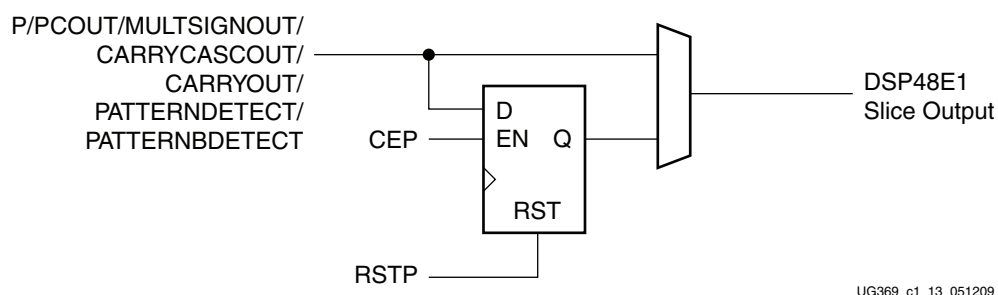 P/PCOUT/MULTSIGNOUT/
CARRYCASCOUT/
CARRYOUT/
PATTERNDETECT/
PATTERNBDETECT
CEP
D
EN Q
RST
RSTP
DSP48E1
Slice Output
UG369_c1_13_051209